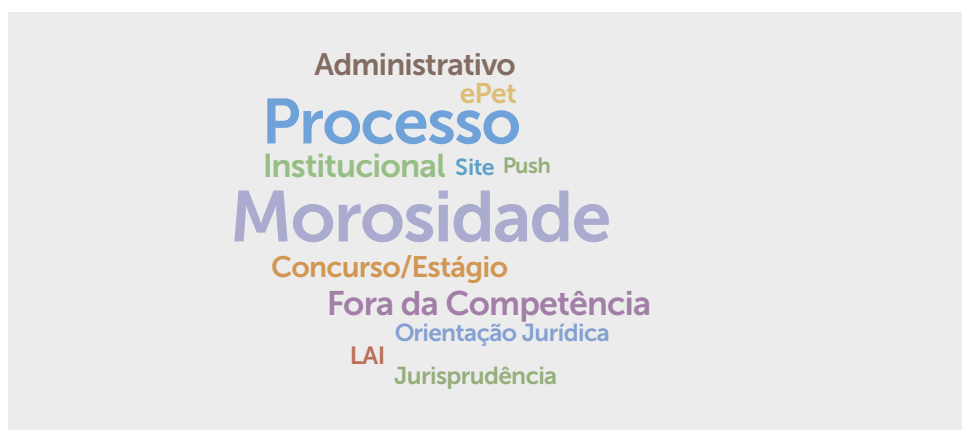 Administrativo
ePet
Processo
Institucional Site Push
Morosidade
Concurso/Estágio
Fora da Competência
Orientação Jurídica
LAI
Jurisprudência